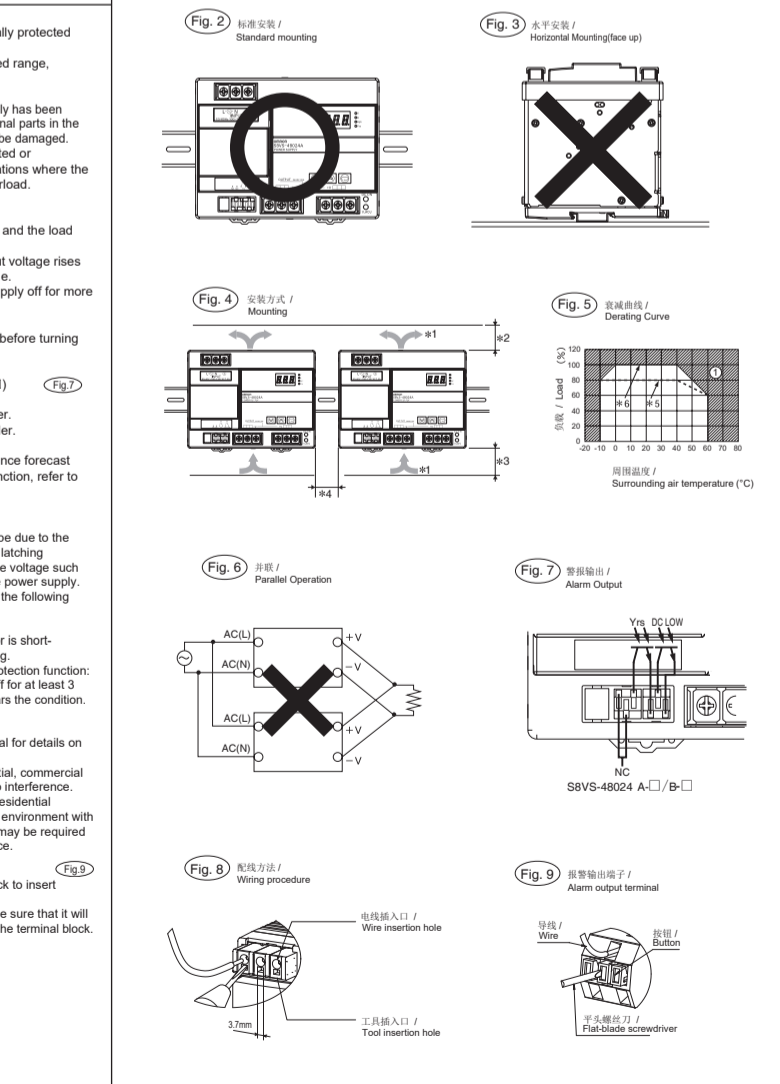 ally protected
ed range,
ly has been
nal parts in the
be damaged.
ted or
ations where the
rload.
and the load
ut voltage rises
e.
pply off for more
before turning
) Fig.7
er.
ler.
nce forecast
nction, refer to
be due to the
latching
e voltage such
e power supply.
the following
r is short-
g.
otection function:
ff for at least 3
ars the condition.
al for details on
tial, commercial
o interference.
residential
environment with
may be required
ce.
Fig.9
ck to insert
e sure that it will
he terminal block.
Fig. 2 标准安装 /
Standard mounting
S8VS-48024A
Fig. 3 水平安装 /
Horizontal Mounting(face up)
Fig. 4 安装方式 /
Mounting
*1
*2
*3
*1
*4
Fig. 5 衰减曲线 /
Derating Curve
负载 / Load (%)
120
100
80
60
40
20
0
①
*6 *5
-20 -10 0 10 20 30 40 50 60 70 80
周围温度 /
Surrounding air temperature (°C)
Fig. 6 并联 /
Parallel Operation
AC(L) +V
AC(N) −V
AC(L) +V
AC(N) −V
Fig. 7 警报输出 /
Alarm Output
Yrs DC LOW
NC
S8VS-48024 A-□/B-□
Fig. 8 配线方法 /
Wiring procedure
电线插入口 /
Wire insertion hole
3.7mm
工具插入口 /
Tool insertion hole
Fig. 9 报警输出端子 /
Alarm output terminal
导线 /
Wire
按钮 /
Button
平头螺丝刀 /
Flat-blade screwdriver